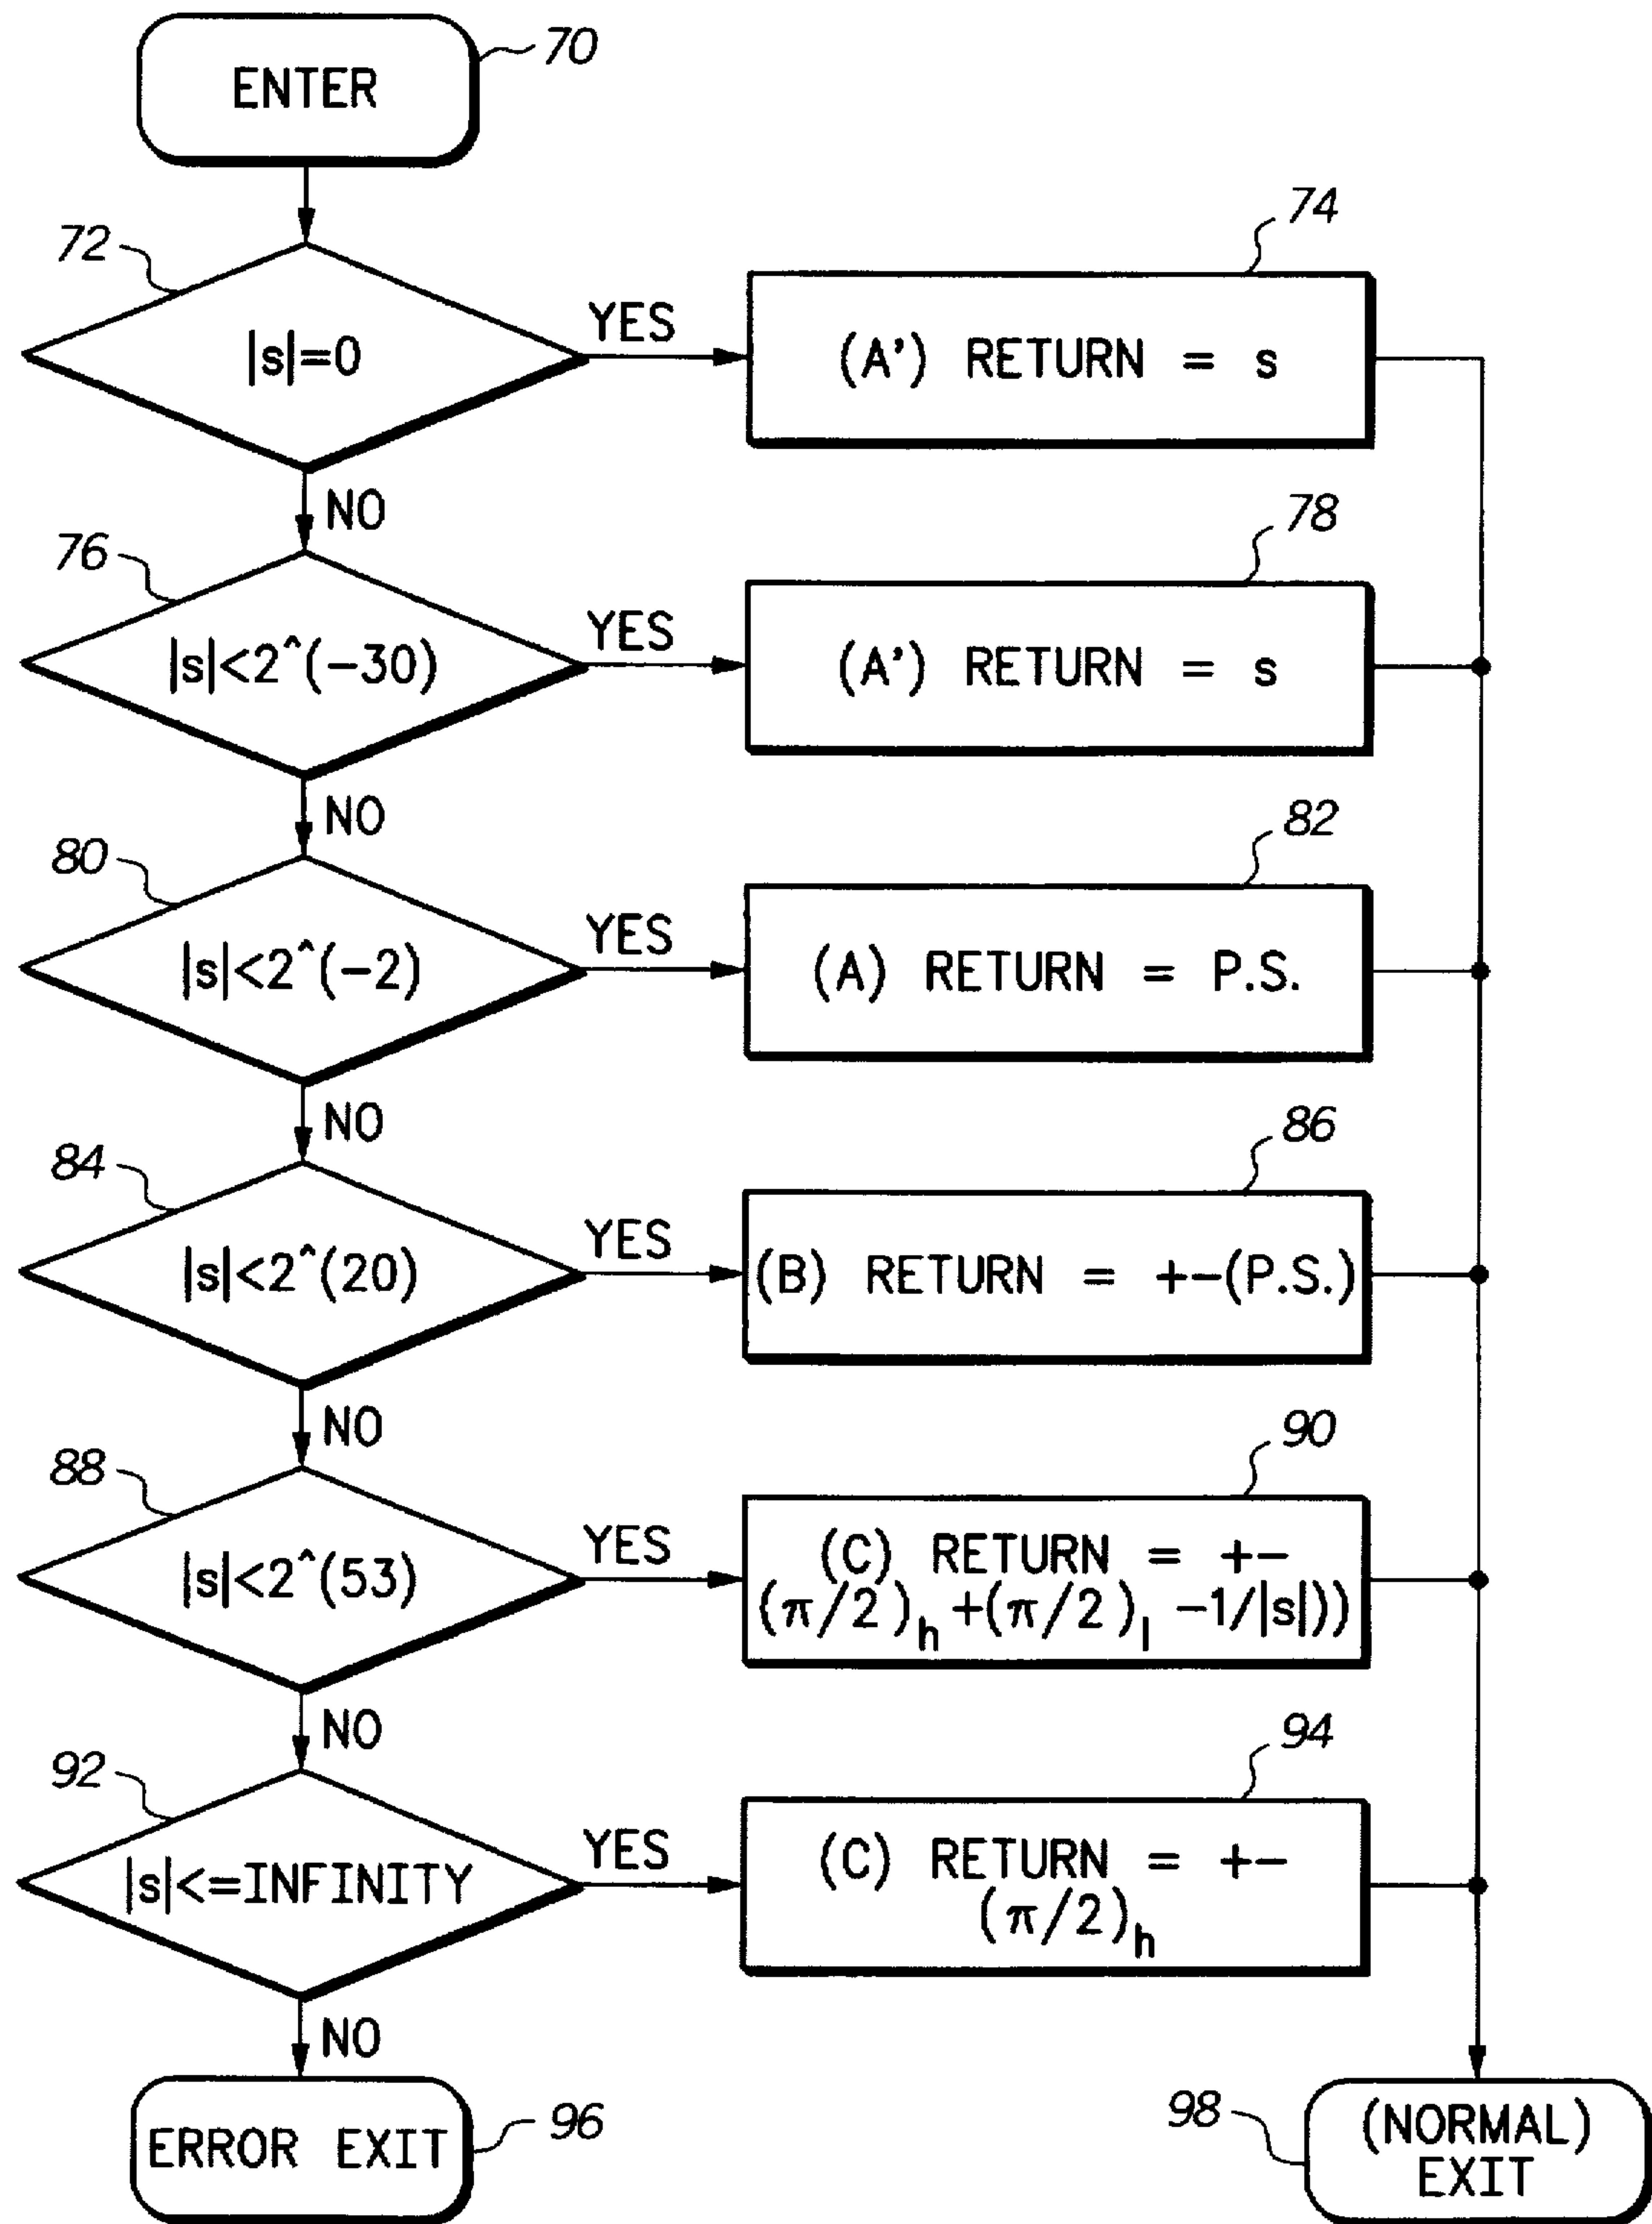 70
ENTER
72
|s|=0
YES
74
(A') RETURN = s
NO
76
|s|<2^(-30)
YES
78
(A') RETURN = s
NO
80
|s|<2^(-2)
YES
82
(A) RETURN = P.S.
NO
84
|s|<2^(20)
YES
86
(B) RETURN = +-(P.S.)
NO
88
|s|<2^(53)
YES
90
(C) RETURN = +-
(π/2)h +(π/2)l -1/|s|))
NO
92
|s|<=INFINITY
YES
94
(C) RETURN = +-
(π/2)h
NO
ERROR EXIT
96
98
(NORMAL)
EXIT